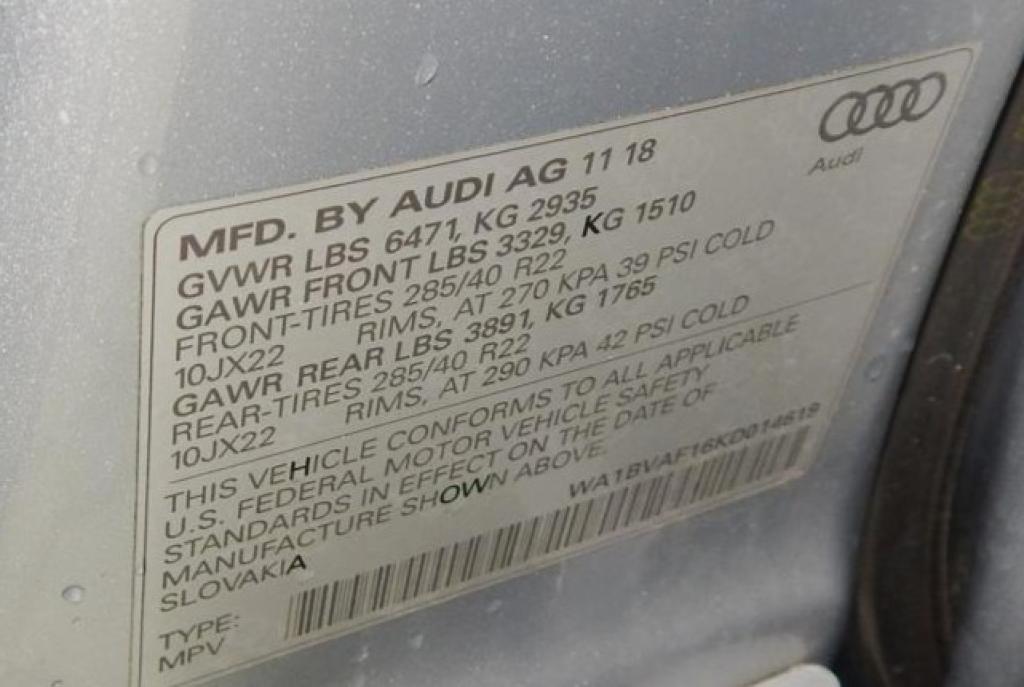 Audi
MFD. BY AUDI AG 11 18
GVWR LBS 6471, KG 2935
GAWR FRONT LBS 3329, KG 1510
FRONT-TIRES 285/40 R22
10JX22 RIMS, AT 270 KPA 39 PSI COLD
GAWR REAR LBS 3891, KG 1765
REAR-TIRES 285/40 R22
10JX22 RIMS, AT 290 KPA 42 PSI COLD
THIS VEHICLE CONFORMS TO ALL APPLICABLE
U.S. FEDERAL MOTOR VEHICLE SAFETY
STANDARDS IN EFFECT ON THE DATE OF
MANUFACTURE SHOWN ABOVE.
SLOVAKIA
WA1BVAF16KD014619
TYPE:
MPV